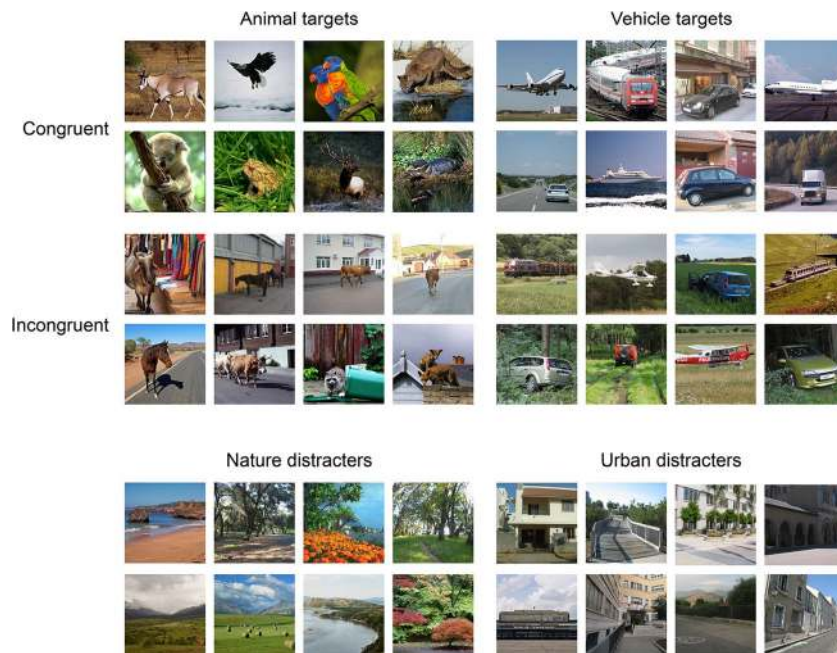 Animal targets
Vehicle targets
Congruent
Incongruent
Nature distracters
Urban distracters